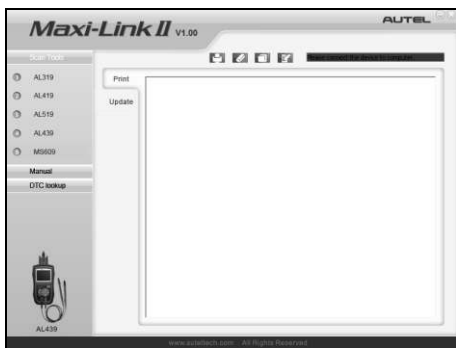 AUTEL
Maxi-Link II V1.00
Scan Tools
Please connect the device to computer.
AL319
AL419
AL519
AL439
MS609
Manual
DTC lookup
Print
Update
AL439
www.auteltech.com All Rights Reserved